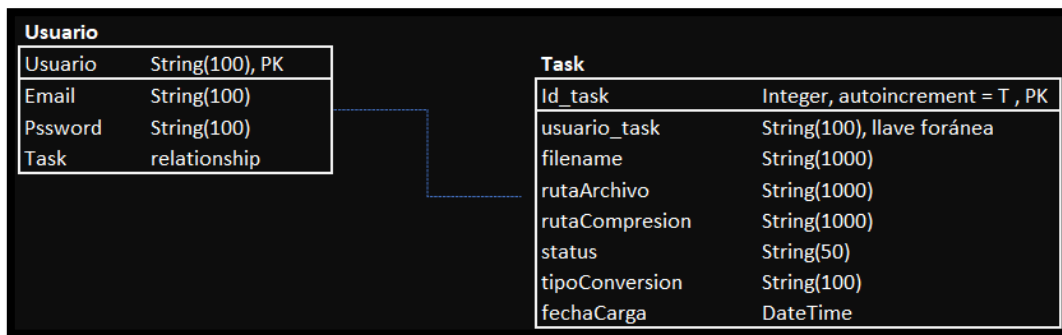 Usuario
Usuario String(100), PK
Email String(100)
Pssword String(100)
Task relationship
Task
Id_task Integer, autoincrement = T , PK
usuario_task String(100), llave foránea
filename String(1000)
rutaArchivo String(1000)
rutaCompresion String(1000)
status String(50)
tipoConversion String(100)
fechaCarga DateTime